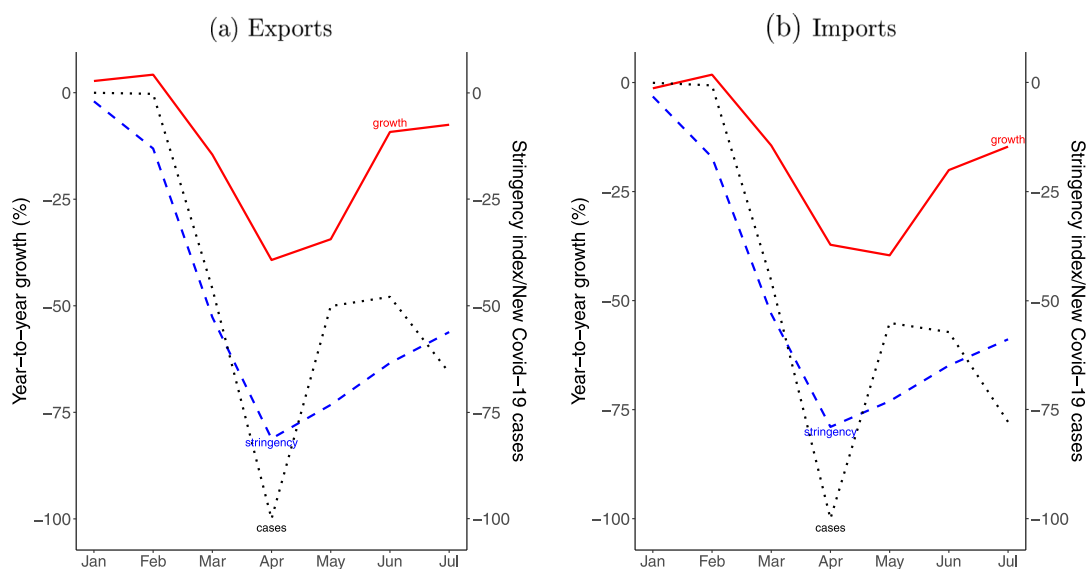 (a) Exports
Year−to−year growth (%)
0
−25
−50
−75
−100
growth
stringency
cases
0
−25
−50
−75
−100
Stringency index/New Covid−19 cases
Jan Feb Mar Apr May Jun Jul
(b) Imports
Year−to−year growth (%)
0
−25
−50
−75
−100
growth
stringency
cases
0
−25
−50
−75
−100
Stringency index/New Covid−19 cases
Jan Feb Mar Apr May Jun Jul